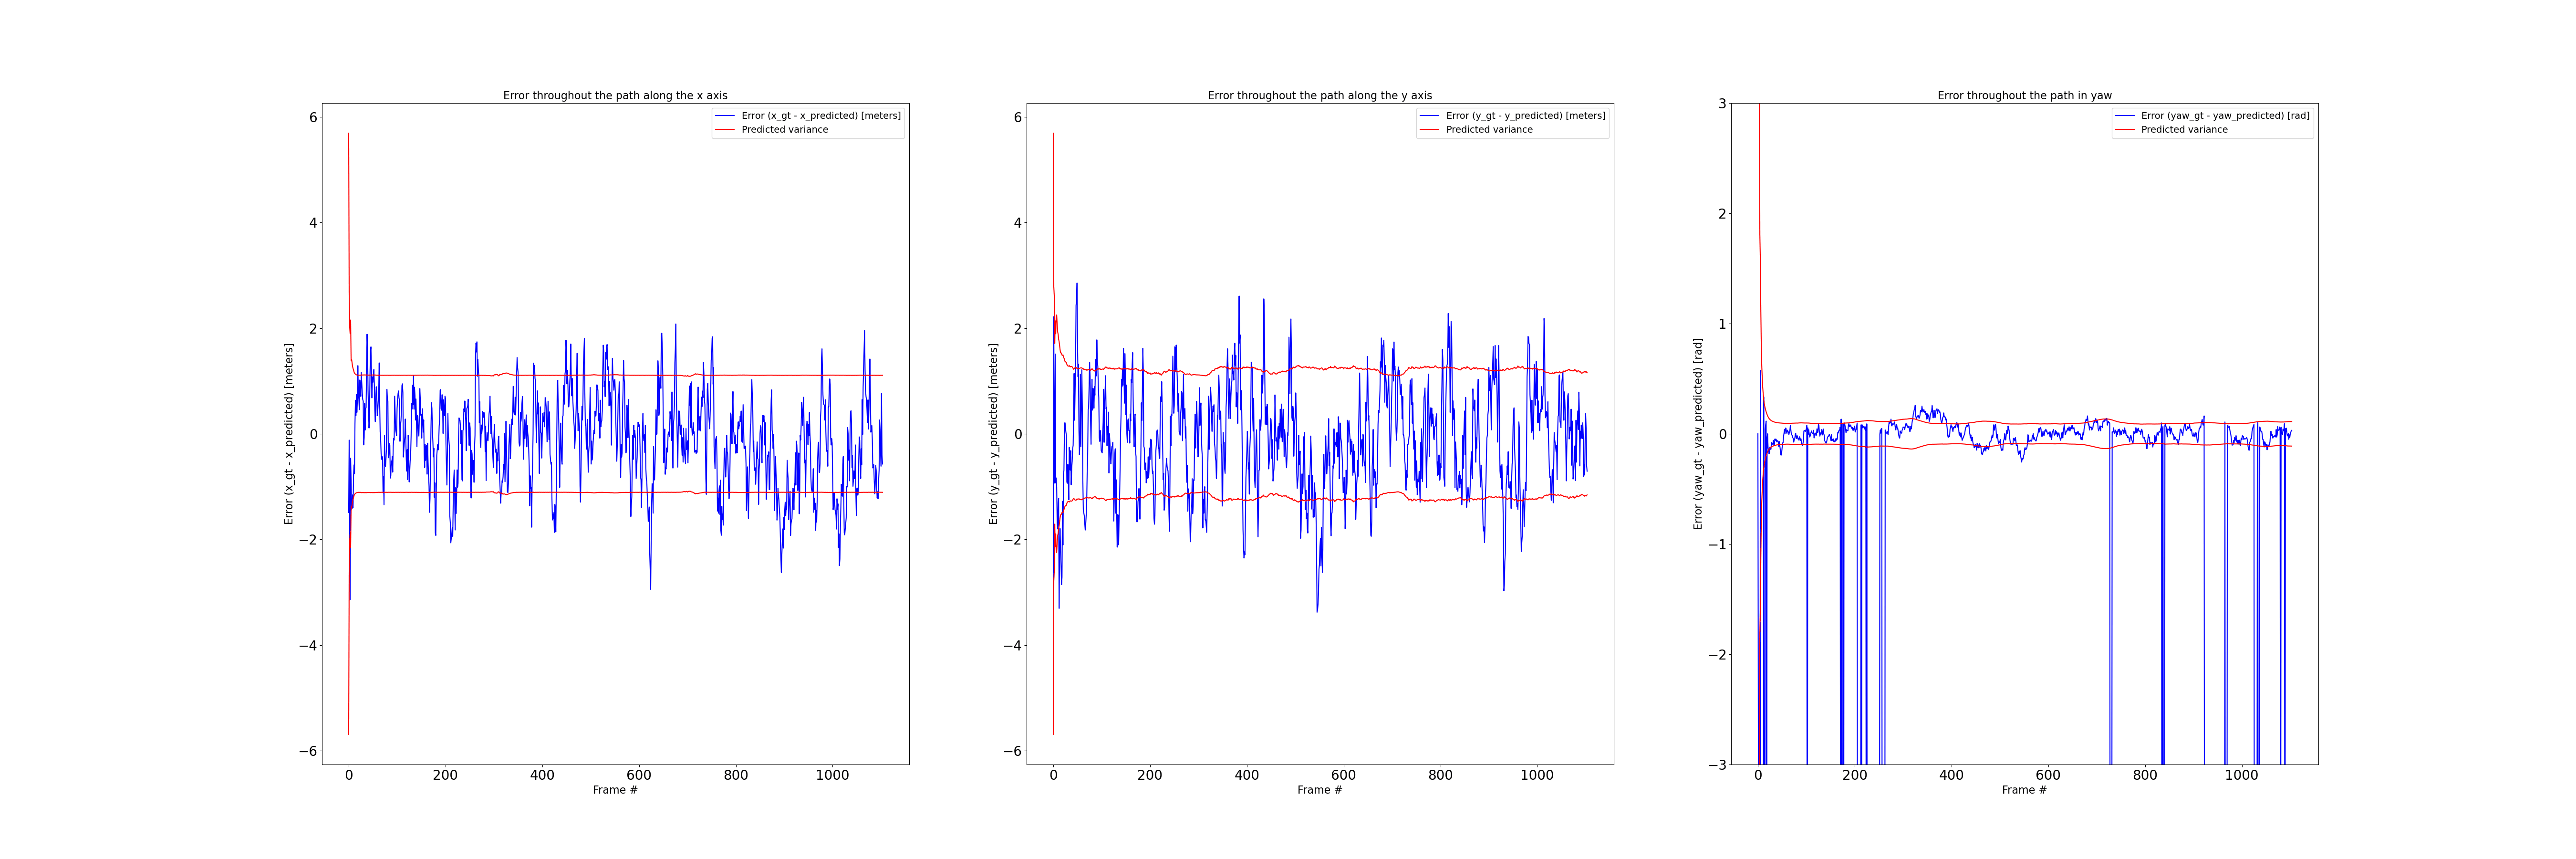 Error throughout the path along the x axis
Error (x_gt - x_predicted) [meters]
Predicted variance
Error (x_gt - x_predicted) [meters]
6
4
2
0
−2
−4
−6
0 200 400 600 800 1000
Frame #
Error throughout the path along the y axis
Error (y_gt - y_predicted) [meters]
Predicted variance
Error (y_gt - y_predicted) [meters]
6
4
2
0
−2
−4
−6
0 200 400 600 800 1000
Frame #
Error throughout the path in yaw
Error (yaw_gt - yaw_predicted) [rad]
Predicted variance
Error (yaw_gt - yaw_predicted) [rad]
3
2
1
0
−1
−2
−3
0 200 400 600 800 1000
Frame #